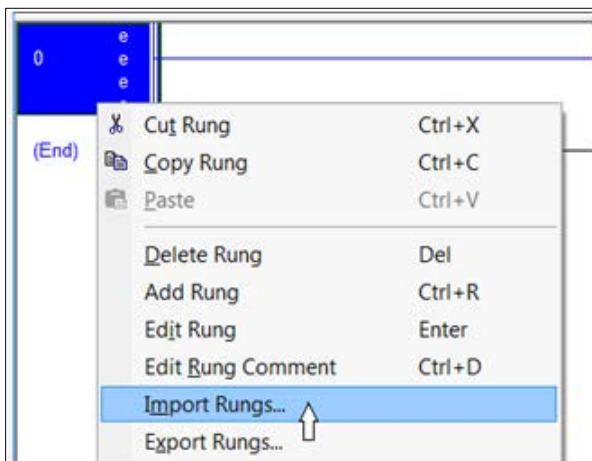 e
0 e
e
Cut Rung Ctrl+X
(End)
Copy Rung Ctrl+C
Paste Ctrl+V
Delete Rung Del
Add Rung Ctrl+R
Edit Rung Enter
Edit Rung Comment Ctrl+D
Import Rungs...
Export Rungs...